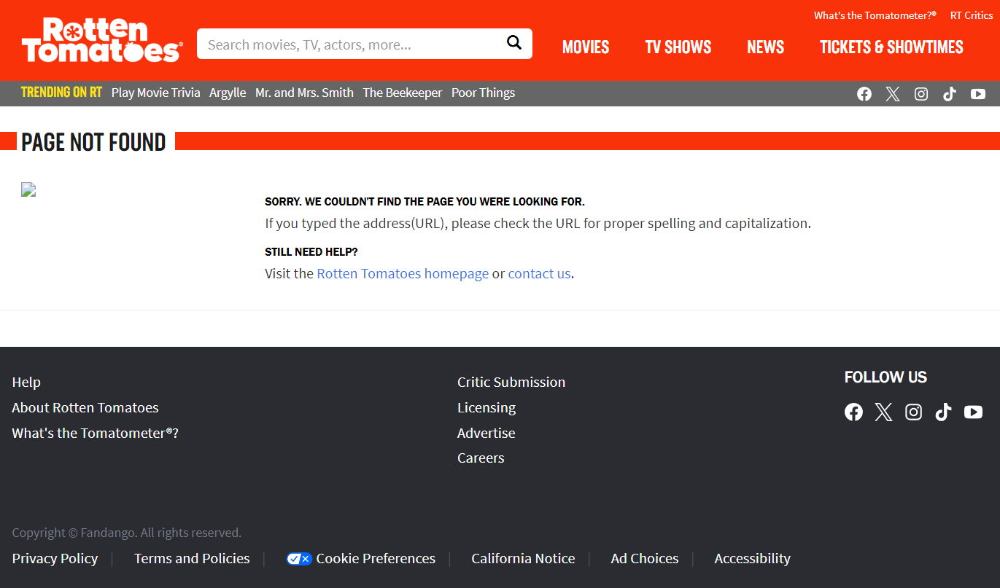 What's the Tomatometer?® RT Critics
Rotten
Tomatoes®
Search movies, TV, actors, more...
MOVIES TV SHOWS NEWS TICKETS & SHOWTIMES
TRENDING ON RT Play Movie Trivia Argylle Mr. and Mrs. Smith The Beekeeper Poor Things
PAGE NOT FOUND
SORRY. WE COULDN'T FIND THE PAGE YOU WERE LOOKING FOR.
If you typed the address(URL), please check the URL for proper spelling and capitalization.
STILL NEED HELP?
Visit the Rotten Tomatoes homepage or contact us.
Help
About Rotten Tomatoes
What's the Tomatometer®?
Critic Submission
Licensing
Advertise
Careers
FOLLOW US
Copyright © Fandango. All rights reserved.
Privacy Policy Terms and Policies Cookie Preferences California Notice Ad Choices Accessibility